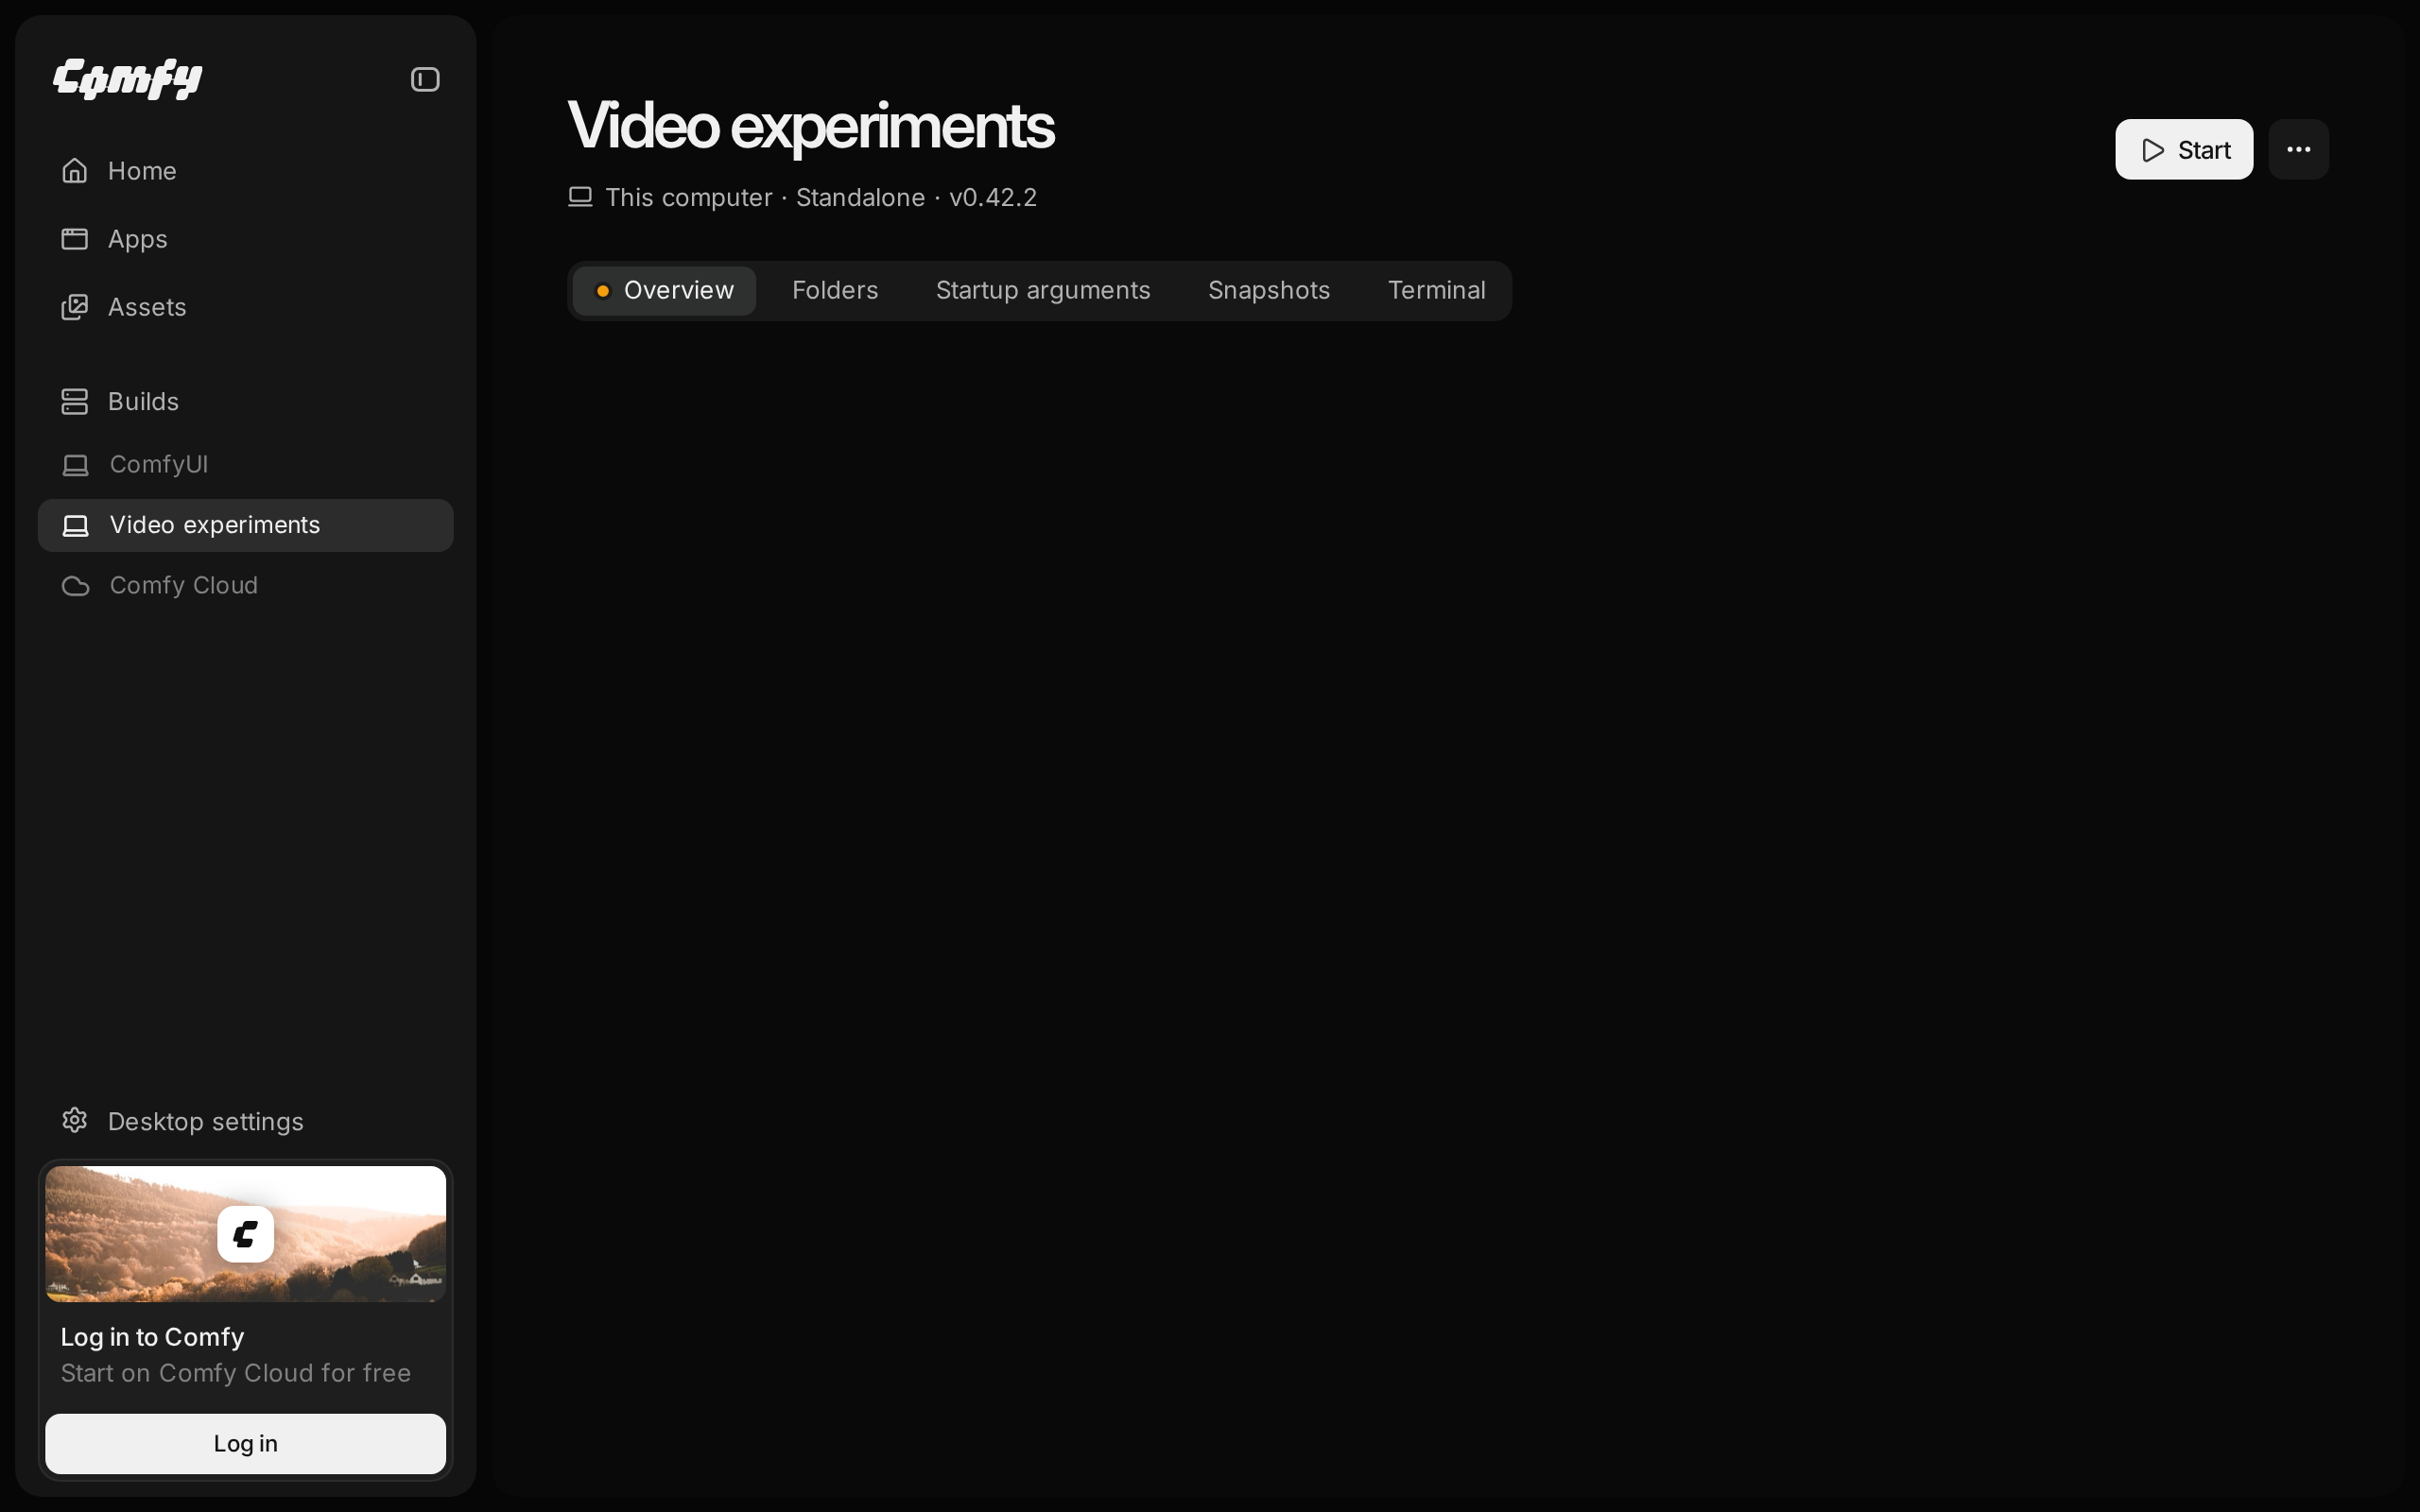 Comfy
Home
Apps
Assets
Builds
ComfyUI
Video experiments
Comfy Cloud
Desktop settings
Log in to Comfy
Start on Comfy Cloud for free
Log in
Video experiments
This computer · Standalone · v0.42.2
Start
Overview Folders Startup arguments Snapshots Terminal